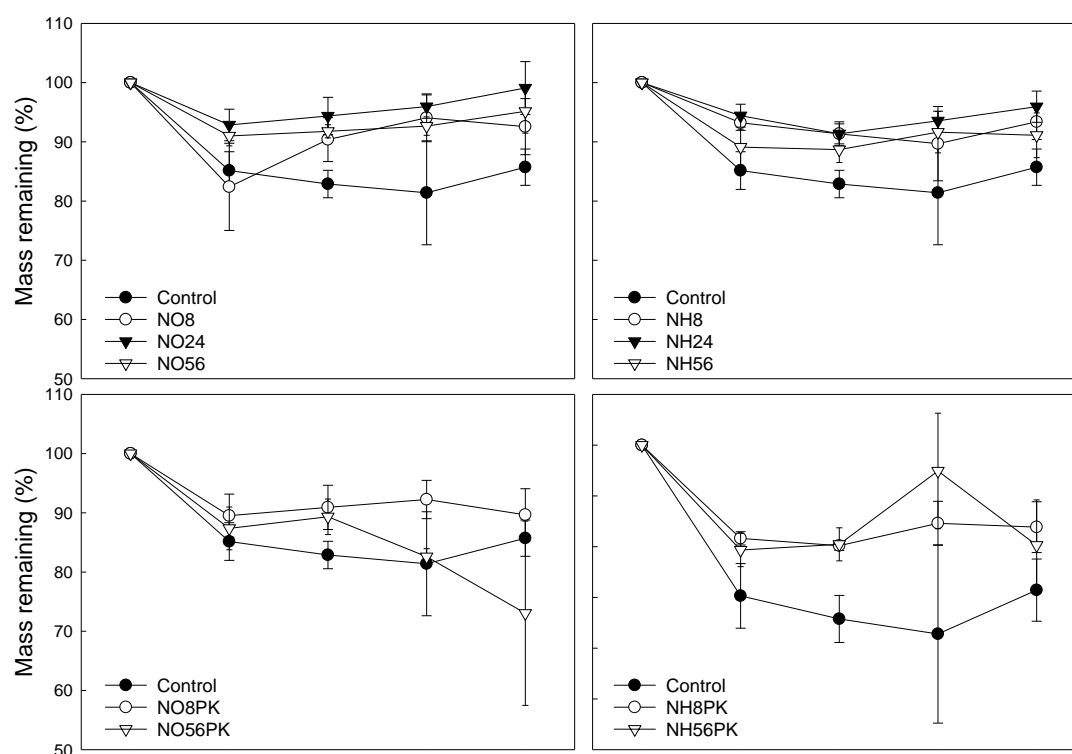 110
100
90
80
70
60
50
Mass remaining (%)
Control
NO8
NO24
NO56
Control
NH8
NH24
NH56
110
100
90
80
70
60
50
Mass remaining (%)
Control
NO8PK
NO56PK
Control
NH8PK
NH56PK